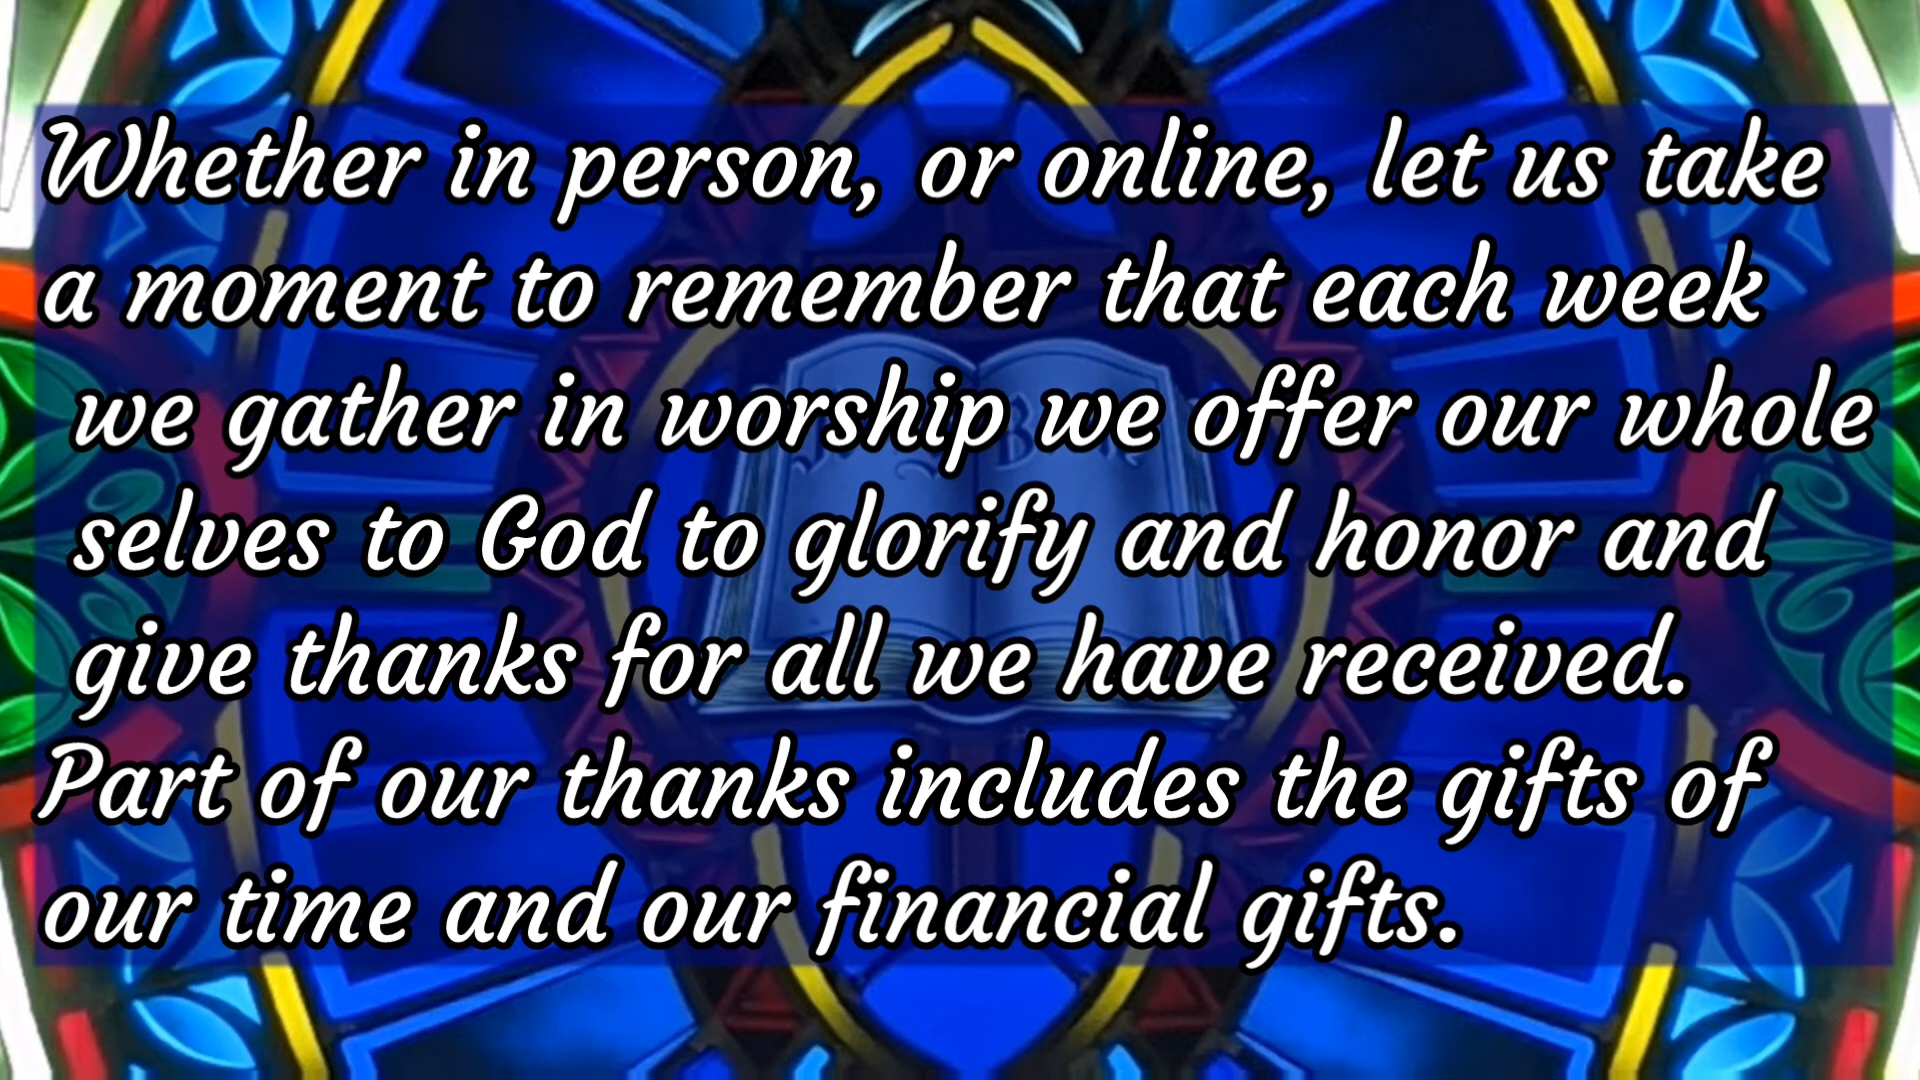 Whether in person, or online, let us take
a moment to remember that each week
we gather in worship we offer our whole
selves to God to glorify and honor and
give thanks for all we have received.
Part of our thanks includes the gifts of
our time and our financial gifts.